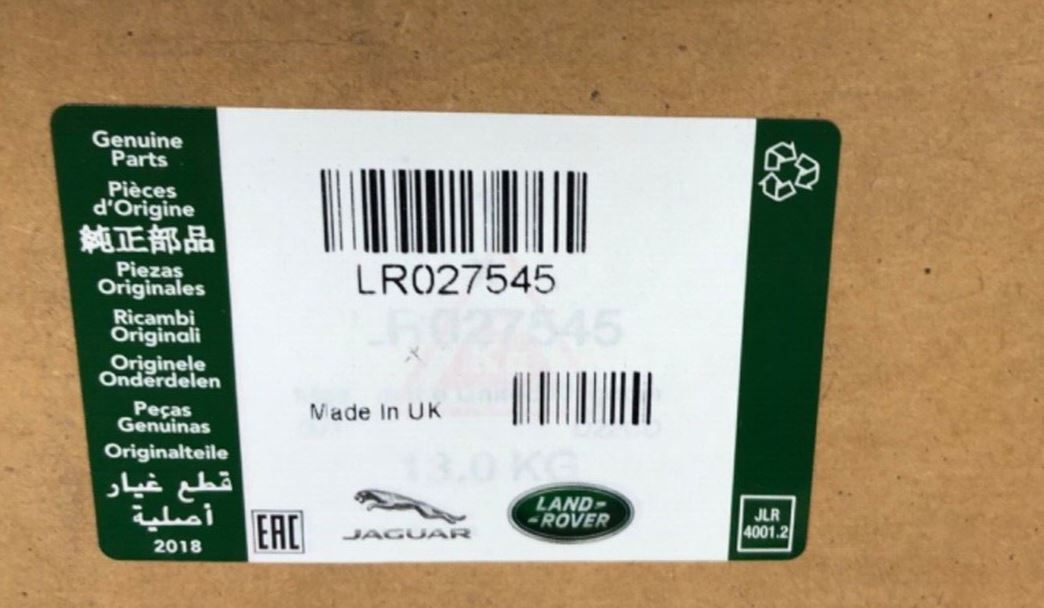 Genuine
Parts
Pièces
d'Origine
純正部品
Piezas
Originales
Ricambi
Originali
Originele
Onderdelen
Peças
Genuinas
Originalteile
قطع غيار
أصلية
2018
LR027545
LR027545
Made In UK
13.0 KG
EAC
JAGUAR
LAND-
-ROVER
JLR
4001.2